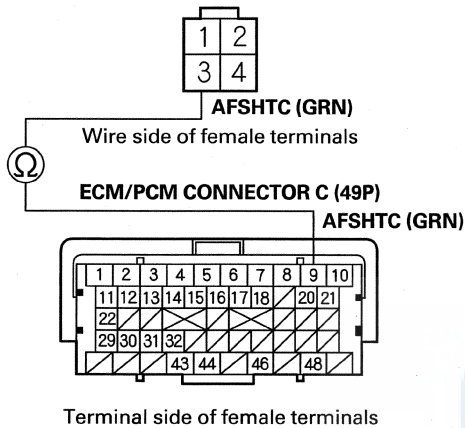 1 2
3 4
AFSHTC (GRN)
Wire side of female terminals
Ω
ECM/PCM CONNECTOR C (49P)
AFSHTC (GRN)
1 2 3 4 5 6 7 8 9 10
11 12 13 14 15 16 17 18 20 21
22
29 30 31 32
43 44 46 48
Terminal side of female terminals